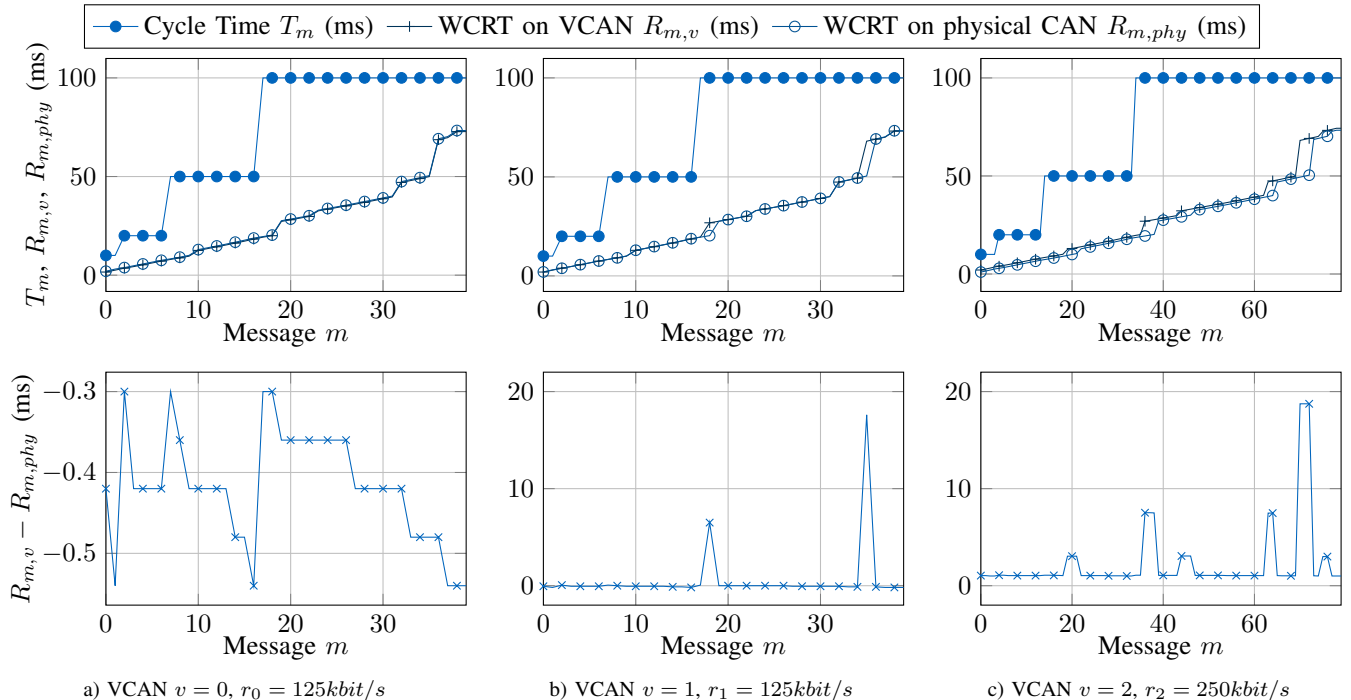 Cycle Time T_m (ms) WCRT on VCAN R_{m,v} (ms) WCRT on physical CAN R_{m,phy} (ms)
T_m, R_{m,v}, R_{m,phy} (ms)
100
50
0
0 10 20 30
Message m
0 10 20 30
Message m
100
50
0
0 20 40 60
Message m
100
50
0
R_{m,v} − R_{m,phy} (ms)
−0.3
−0.4
−0.5
0 10 20 30
Message m
20
10
0
0 10 20 30
Message m
20
10
0
0 20 40 60
Message m
a) VCAN v = 0, r_0 = 125kbit/s
b) VCAN v = 1, r_1 = 125kbit/s
c) VCAN v = 2, r_2 = 250kbit/s